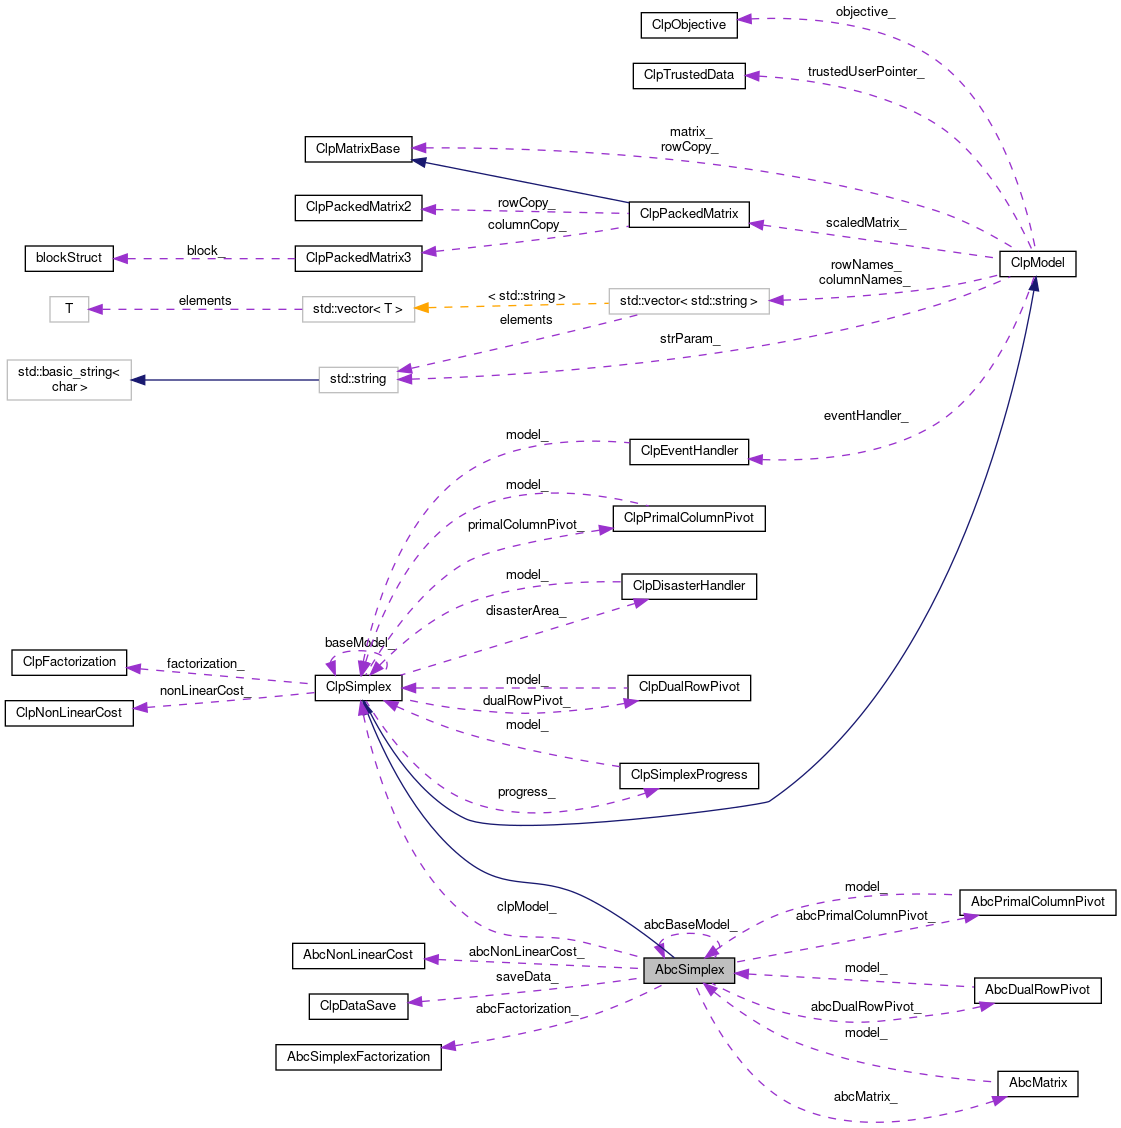 objective_
ClpObjective
trustedUserPointer_
ClpTrustedData
matrix_
rowCopy_
ClpMatrixBase
rowCopy_
ClpPackedMatrix2
ClpPackedMatrix
scaledMatrix_
columnCopy_
block_
blockStruct
ClpPackedMatrix3
ClpModel
rowNames_
columnNames_
< std::string >
elements
T
std::vector< T >
std::vector< std::string >
elements
strParam_
std::basic_string<
char >
std::string
eventHandler_
model_
ClpEventHandler
model_
primalColumnPivot_
ClpPrimalColumnPivot
model_
ClpDisasterHandler
disasterArea_
baseModel_
ClpFactorization
factorization_
nonLinearCost_
ClpNonLinearCost
ClpSimplex
model_
ClpDualRowPivot
dualRowPivot_
model_
ClpSimplexProgress
progress_
clpModel_
model_
AbcPrimalColumnPivot
abcPrimalColumnPivot_
abcBaseModel_
AbcNonLinearCost
abcNonLinearCost_
AbcSimplex
model_
saveData_
ClpDataSave
AbcDualRowPivot
abcDualRowPivot_
abcFactorization_
model_
AbcSimplexFactorization
AbcMatrix
abcMatrix_